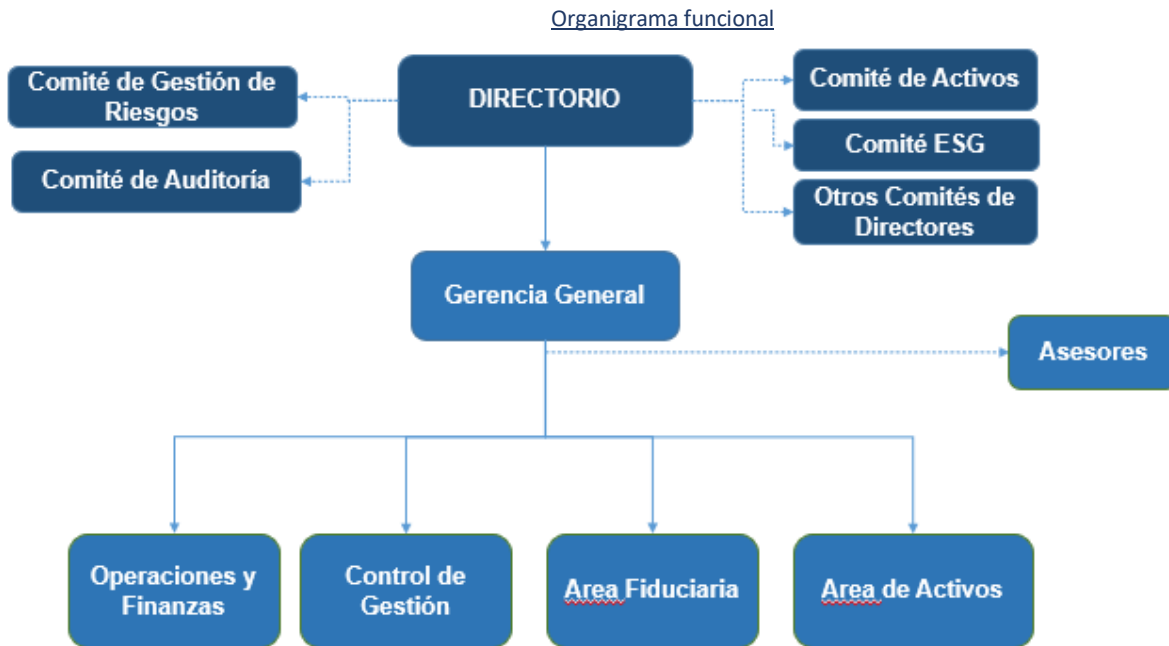 Organigrama funcional
Comité de Gestión de
Riesgos
DIRECTORIO
Comité de Activos
Comité de Auditoría
Comité ESG
Otros Comités de
Directores
Gerencia General
Asesores
Operaciones y
Finanzas
Control de
Gestión
Area Fiduciaria
Area de Activos